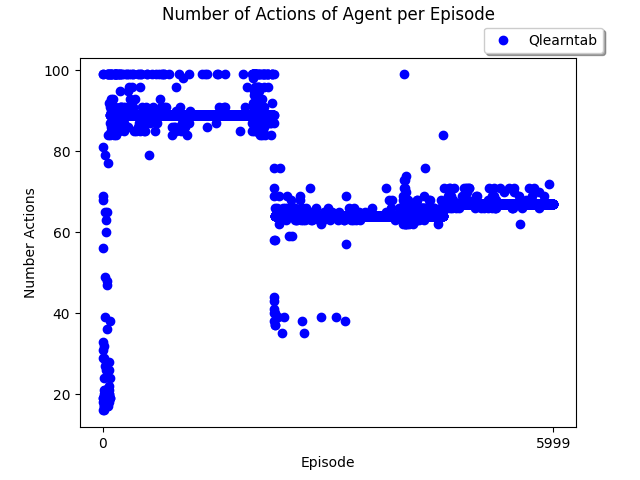 Number of Actions of Agent per Episode
Qlearntab
100
80
60
40
20
Number Actions
0
5999
Episode